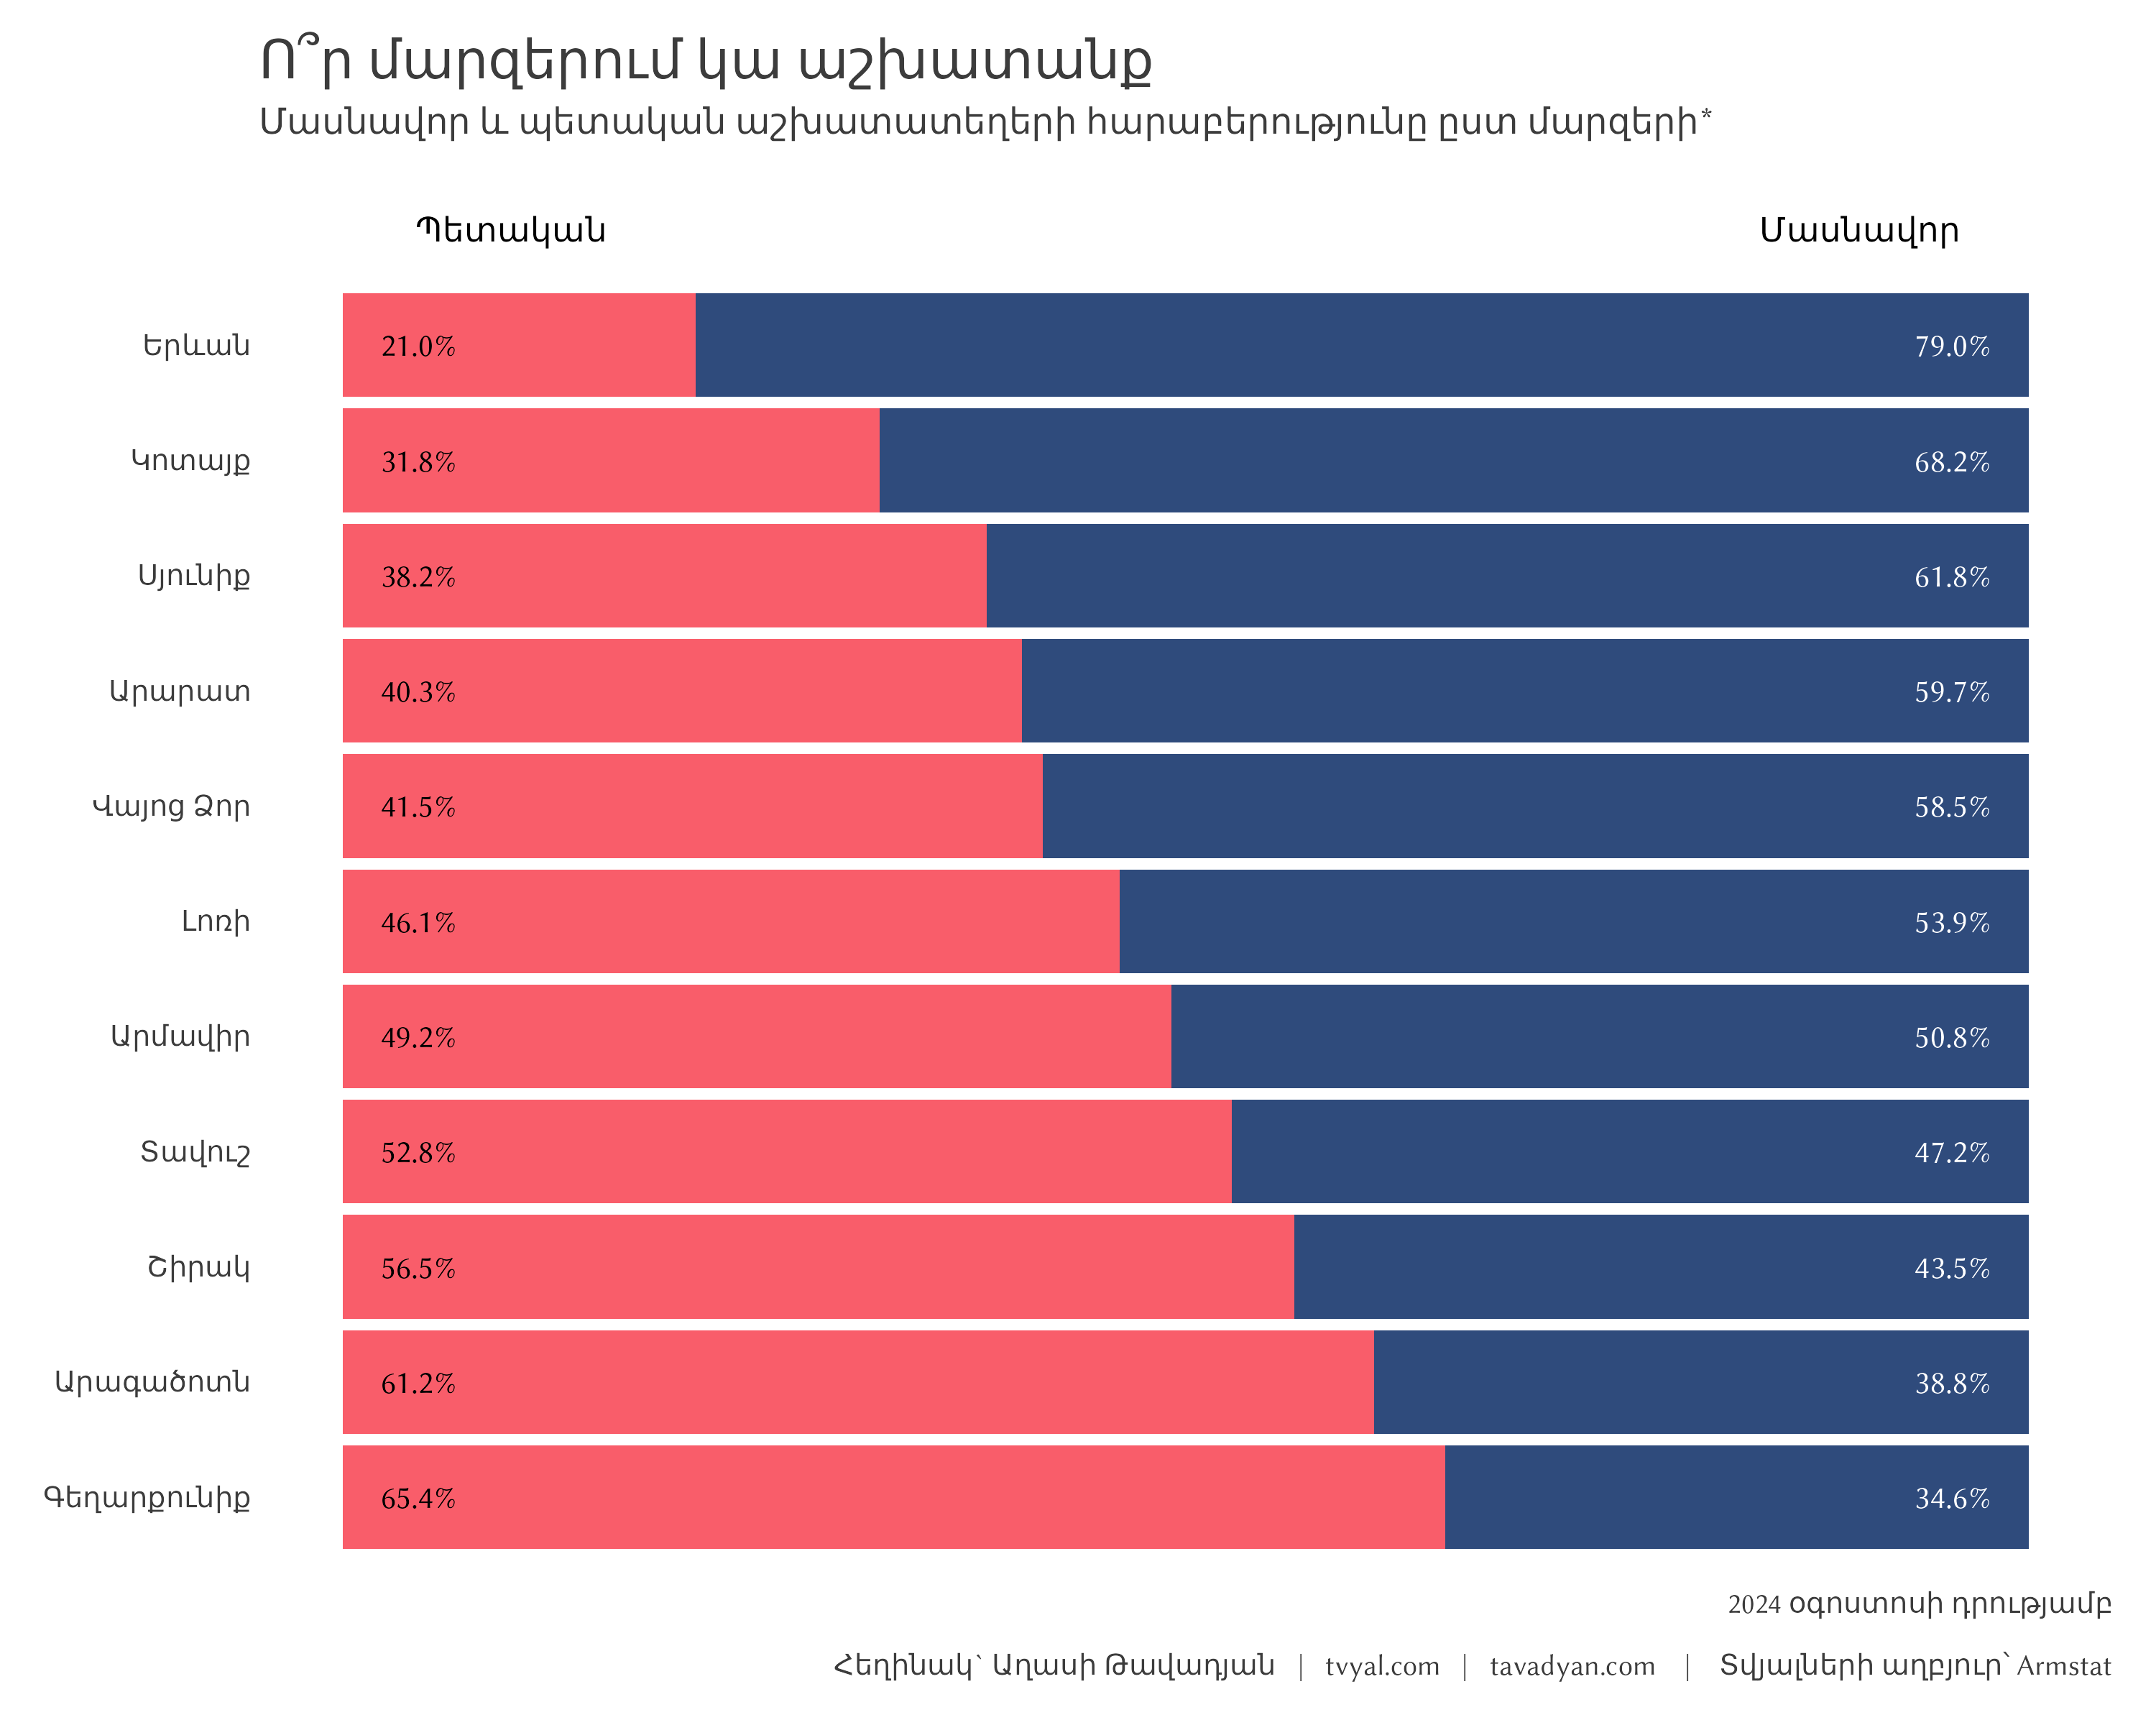 Ո՞ր մարզերում կա աշխատանք
Մասնավոր և պետական աշխատատեղերի հարաբերությունը ըստ մարզերի*
Պետական Մասնավոր
Երևան 21.0% 79.0%
Կոտայք 31.8% 68.2%
Սյունիք 38.2% 61.8%
Արարատ 40.3% 59.7%
Վայոց Ձոր 41.5% 58.5%
Լոռի 46.1% 53.9%
Արմավիր 49.2% 50.8%
Տավուշ 52.8% 47.2%
Շիրակ 56.5% 43.5%
Արագածոտն 61.2% 38.8%
Գեղարքունիք 65.4% 34.6%
2024 օգոստոսի դրությամբ
Հեղինակ` Աղասի Թավադյան | tvyal.com | tavadyan.com | Տվյալների աղբյուր՝ Armstat